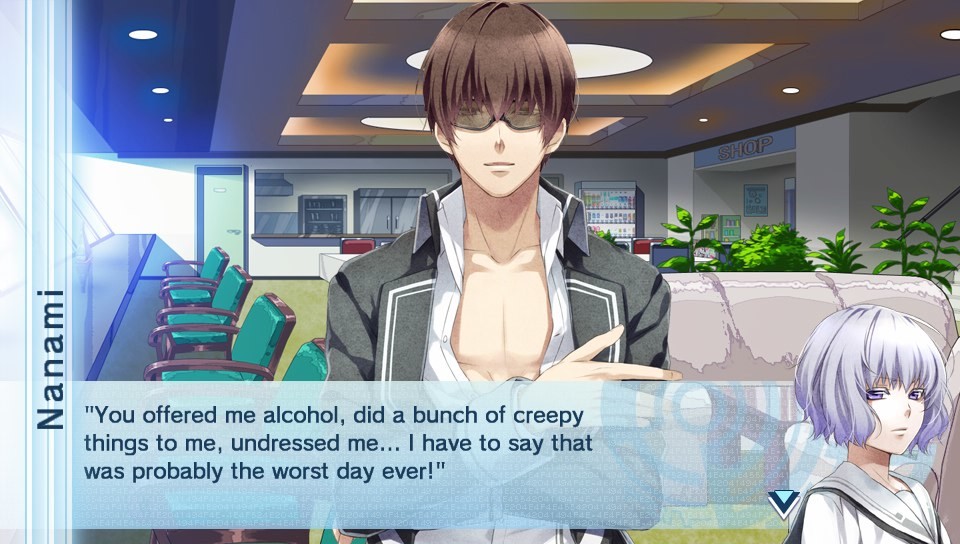 SHOP
Nanami
"You offered me alcohol, did a bunch of creepy
things to me, undressed me... I have to say that
was probably the worst day ever!"